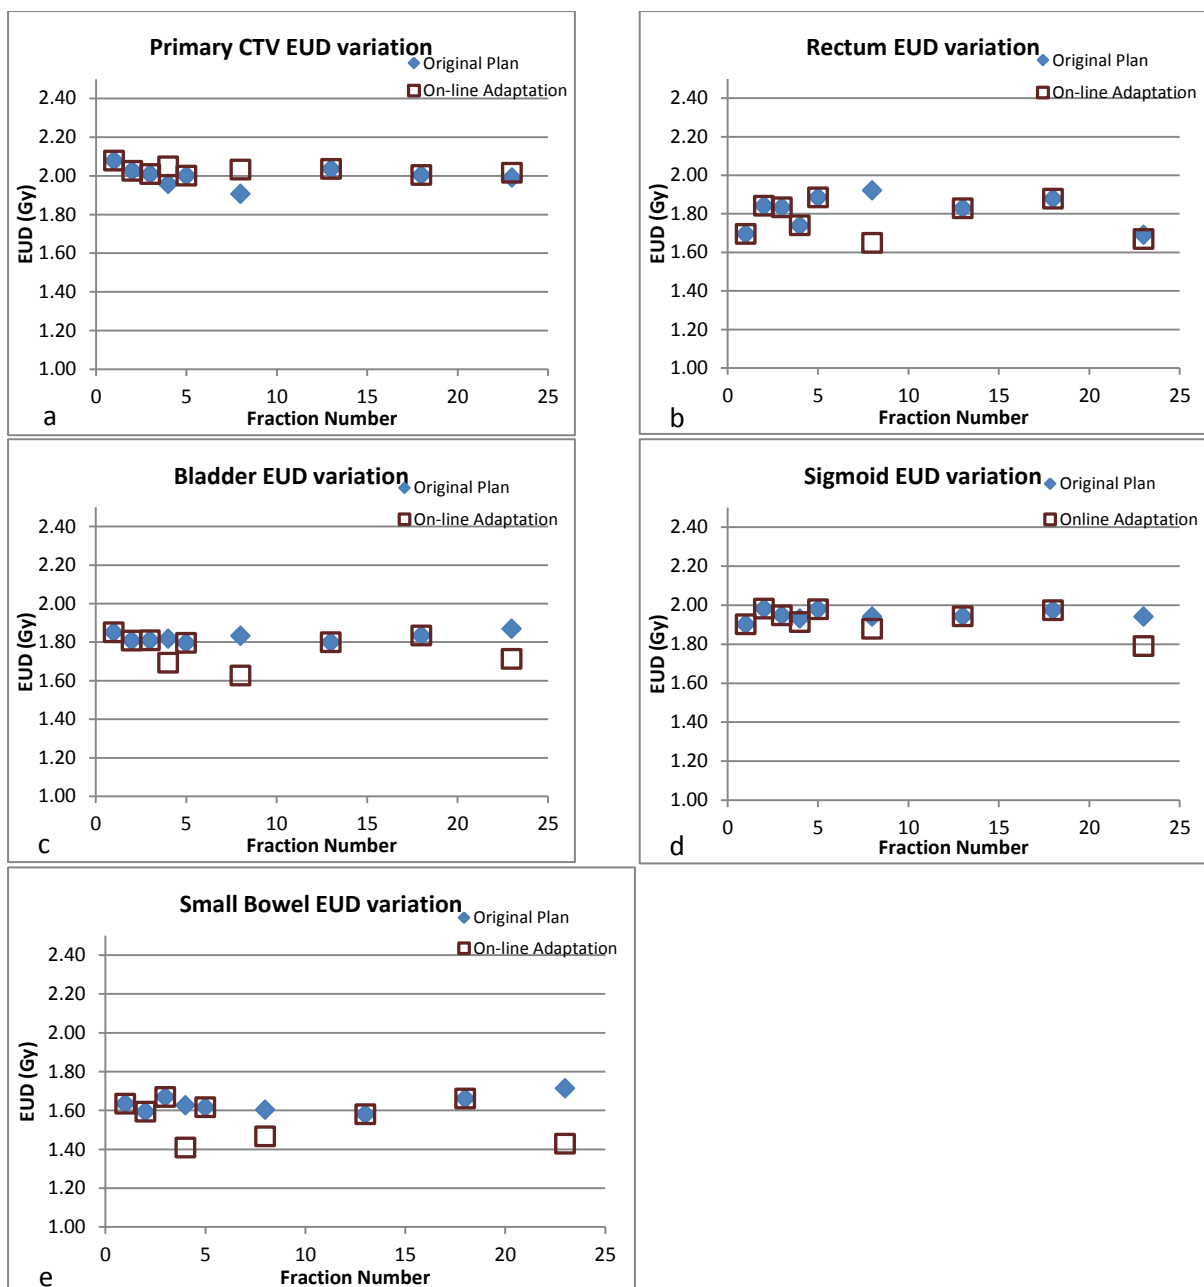 Primary CTV EUD variation
Original Plan
On-line Adaptation
2.40
2.20
2.00
1.80
1.60
1.40
1.20
1.00
EUD (Gy)
0 5 10 15 20 25
Fraction Number
a
Rectum EUD variation
Original Plan
On-line Adaptation
2.40
2.20
2.00
1.80
1.60
1.40
1.20
1.00
EUD (Gy)
0 5 10 15 20 25
Fraction Number
b
Bladder EUD variation
Original Plan
On-line Adaptation
2.40
2.20
2.00
1.80
1.60
1.40
1.20
1.00
EUD (Gy)
0 5 10 15 20 25
Fraction Number
c
Sigmoid EUD variation
Original Plan
Online Adaptation
2.40
2.20
2.00
1.80
1.60
1.40
1.20
1.00
EUD (Gy)
0 5 10 15 20 25
Fraction Number
d
Small Bowel EUD variation
Original Plan
On-line Adaptation
2.40
2.20
2.00
1.80
1.60
1.40
1.20
1.00
EUD (Gy)
0 5 10 15 20 25
Fraction Number
e